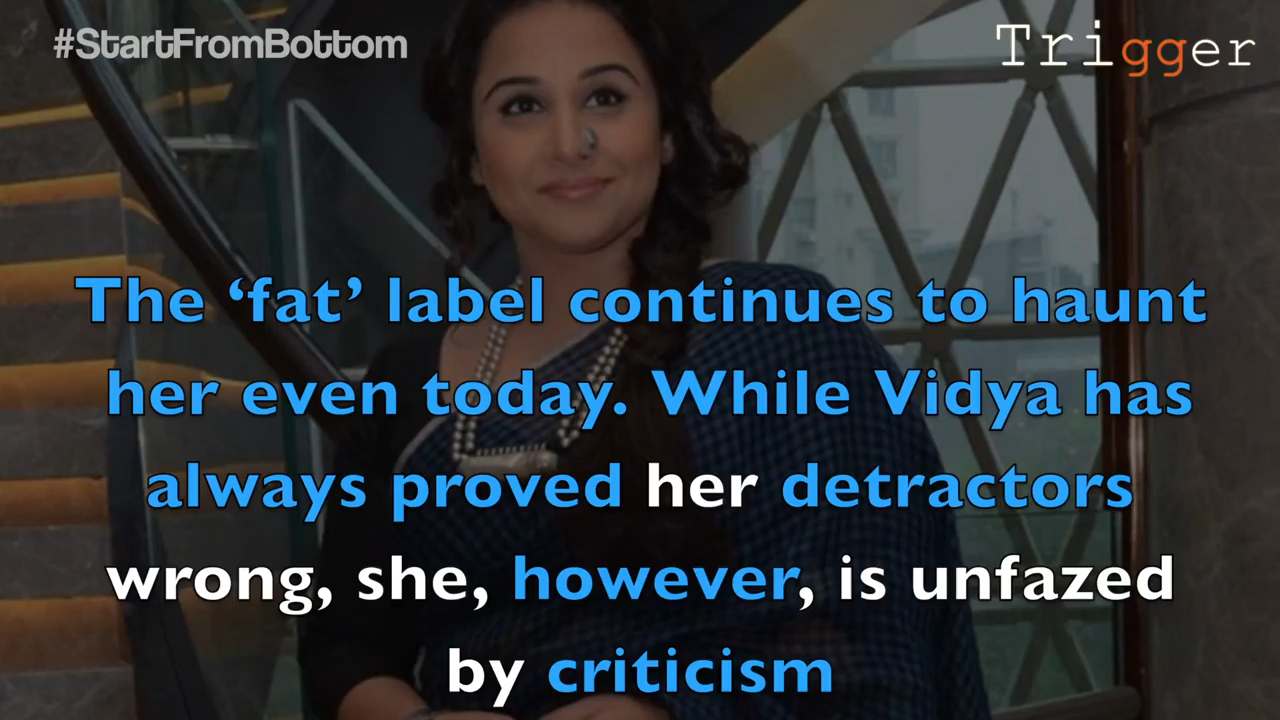 #StartFromBottom
Trigger
The ‘fat’ label continues to haunt
her even today. While Vidya has
always proved her detractors
wrong, she, however, is unfazed
by criticism